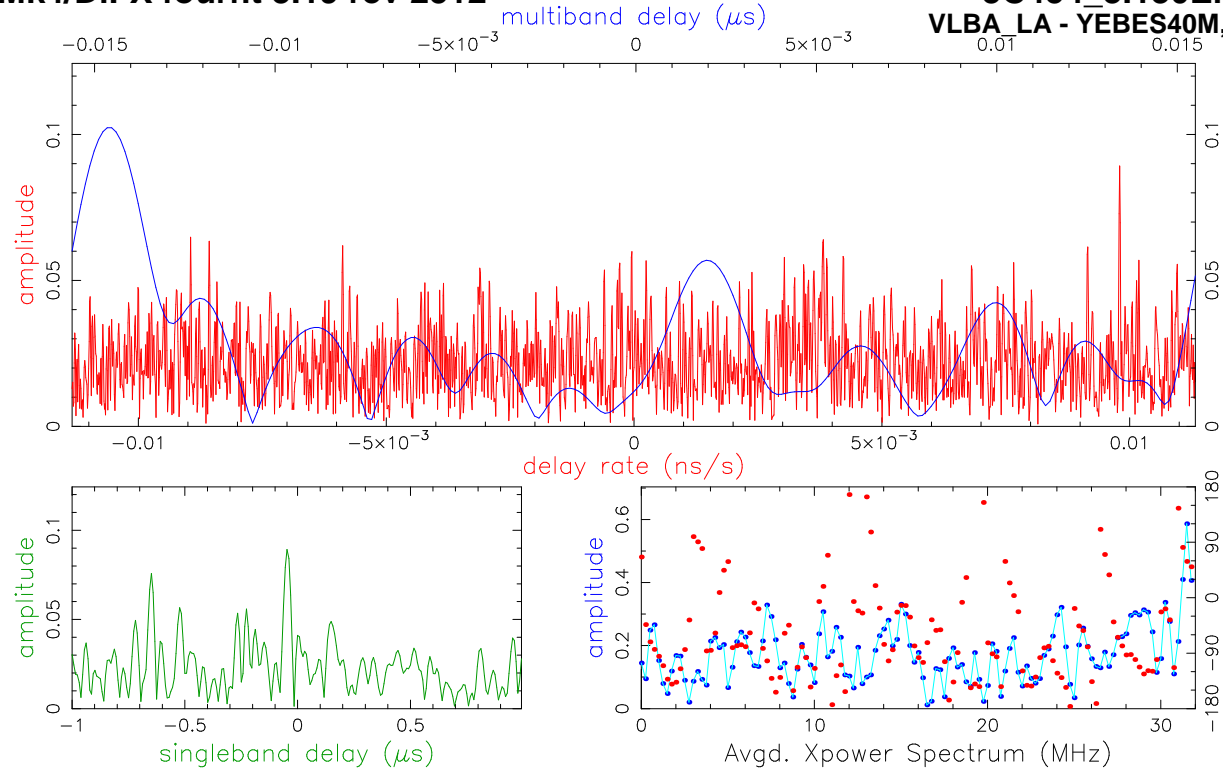 multiband delay (μs)
VLBA_LA - YEBES40M,
−0.015 −0.01 −5×10⁻³ 0 5×10⁻³ 0.01 0.015
amplitude
0 0.05 0.1
0 0.05 0.1
−0.01 −5×10⁻³ 0 5×10⁻³ 0.01
delay rate (ns/s)
amplitude
0 0.05 0.1
−1 −0.5 0 0.5
singleband delay (μs)
amplitude
0 0.2 0.4 0.6
−180 −90 0 90 180
0 10 20 30
Avgd. Xpower Spectrum (MHz)